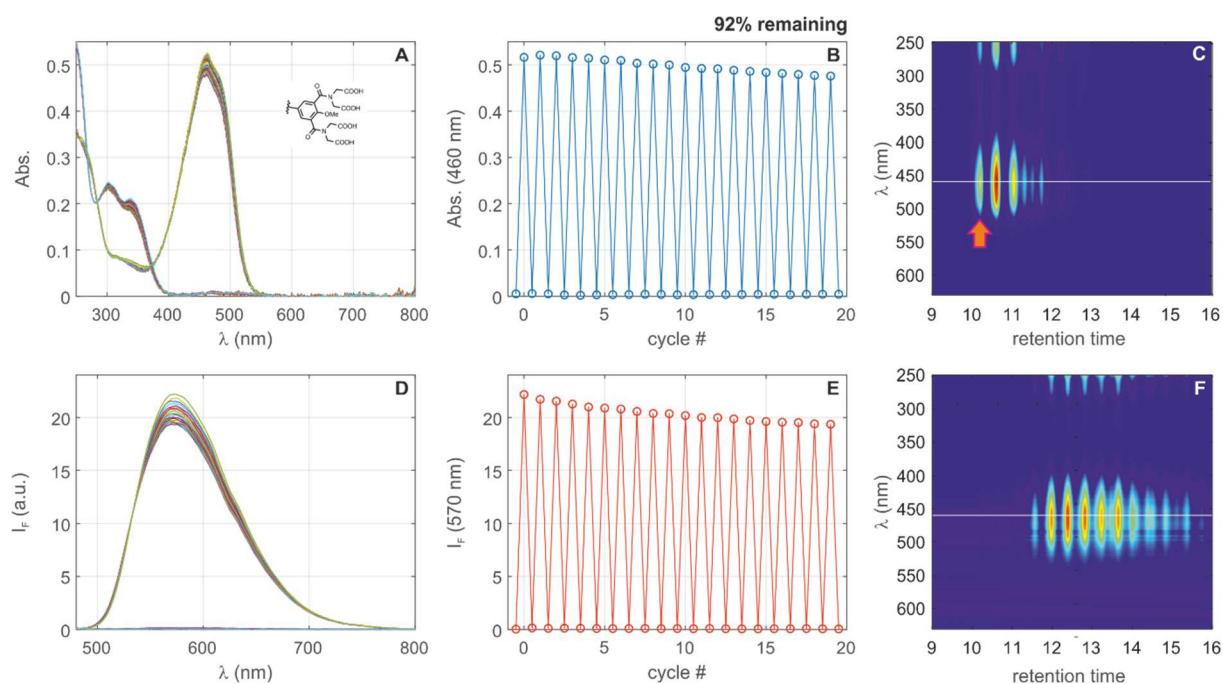 92% remaining
A
0.5
0.4
0.3
0.2
0.1
0
Abs.
300 400 500 600 700 800
λ (nm)
COOH
N
COOH
O
OMe
COOH
N
O
COOH
B
0.5
0.4
0.3
0.2
0.1
0
Abs. (460 nm)
0 5 10 15 20
cycle #
C
250
300
350
400
450
500
550
600
λ (nm)
9 10 11 12 13 14 15 16
retention time
D
20
15
10
5
0
I_F (a.u.)
500 600 700 800
λ (nm)
E
20
15
10
5
0
I_F (570 nm)
0 5 10 15 20
cycle #
F
250
300
350
400
450
500
550
600
λ (nm)
9 10 11 12 13 14 15 16
retention time